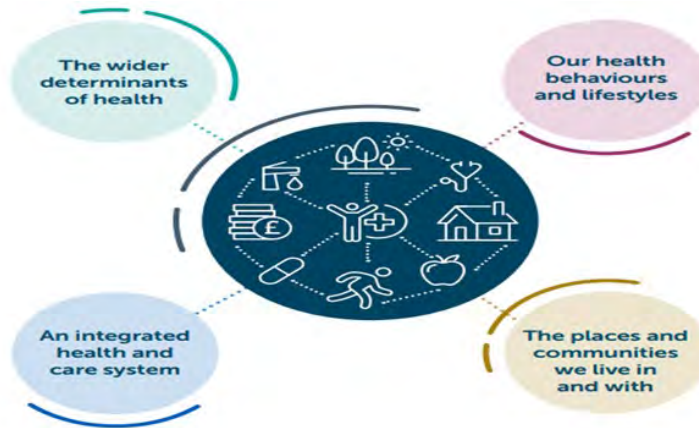 The wider
determinants
of health
Our health
behaviours
and lifestyles
£
An integrated
health and
care system
The places and
communities
we live in
and with